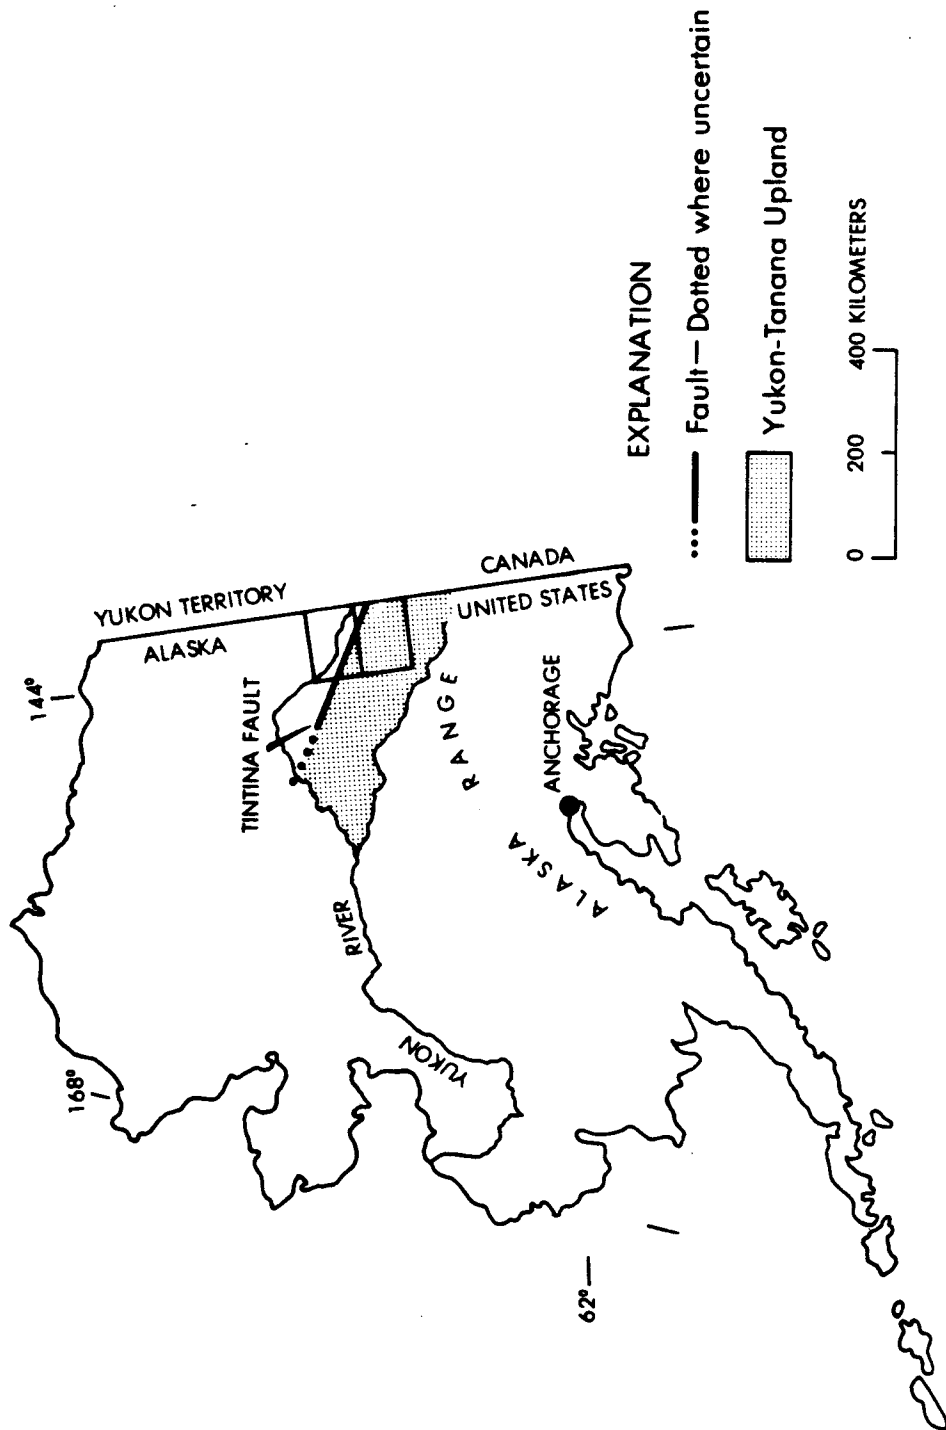 144°
168°
YUKON TERRITORY
ALASKA
TINTINA FAULT
CANADA
UNITED STATES
RIVER
YUKON
ALASKA RANGE
ANCHORAGE
62°
EXPLANATION
Fault—Dotted where uncertain
Yukon-Tanana Upland
0 200 400 KILOMETERS